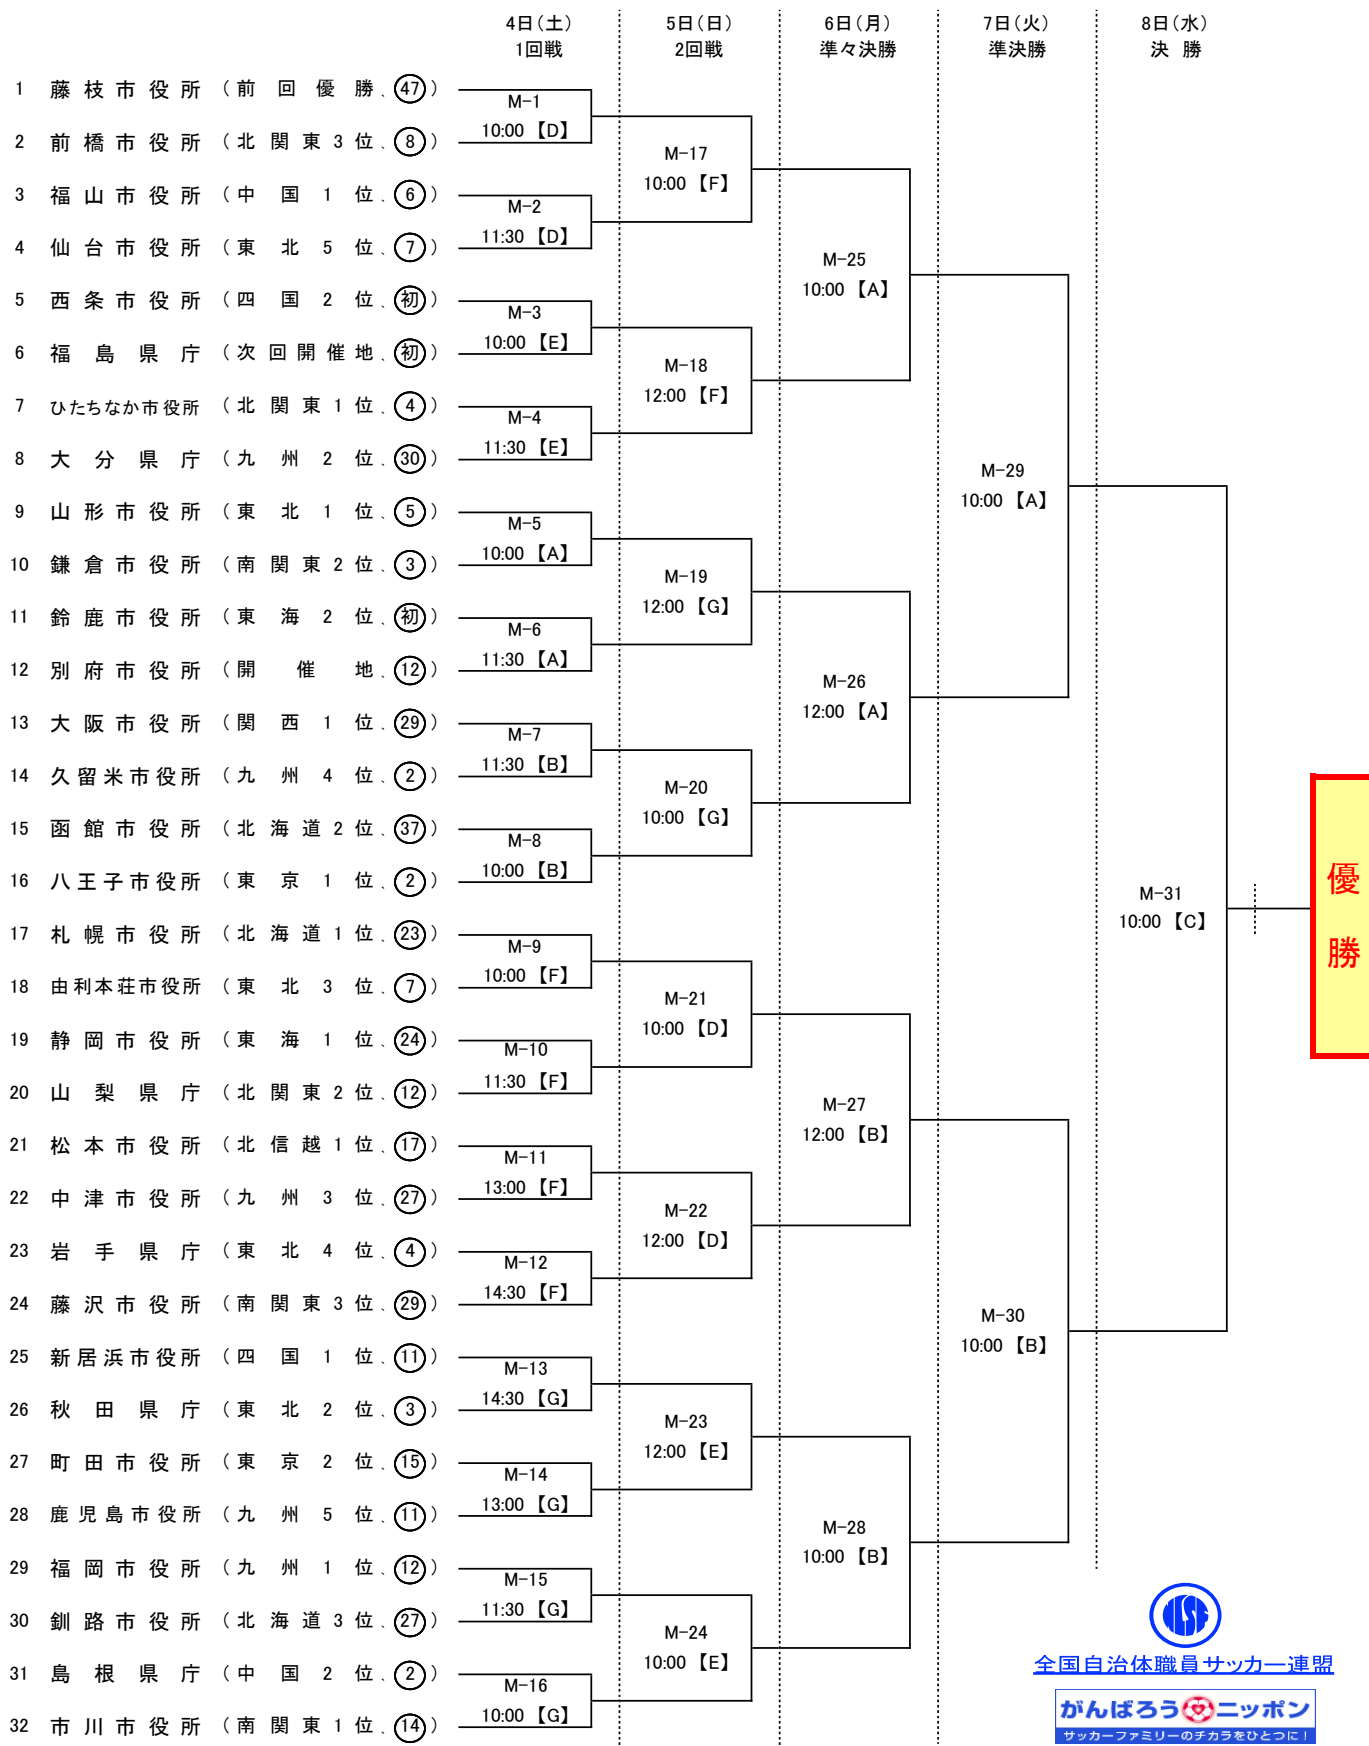 4日(土) 5日(日) 6日(月) 7日(火) 8日(水)
1回戦 2回戦 準々決勝 準決勝 決 勝
1 藤枝市役所 (前回優勝、47)
M-1
10:00 【D】
2 前橋市役所 (北関東3位、8)
M-17
10:00 【F】
3 福山市役所 (中国1位、6)
M-2
11:30 【D】
4 仙台市役所 (東北5位、7)
M-25
10:00 【A】
5 西条市役所 (四国2位、初)
M-3
10:00 【E】
6 福島県庁 (次回開催地、初)
M-18
12:00 【F】
7 ひたちなか市役所 (北関東1位、4)
M-4
11:30 【E】
8 大分県庁 (九州2位、30)
M-29
10:00 【A】
9 山形市役所 (東北1位、5)
M-5
10:00 【A】
10 鎌倉市役所 (南関東2位、3)
M-19
12:00 【G】
11 鈴鹿市役所 (東海2位、初)
M-6
11:30 【A】
12 別府市役所 (開催地、12)
M-26
12:00 【A】
13 大阪市役所 (関西1位、29)
M-7
11:30 【B】
14 久留米市役所 (九州4位、2)
M-20
10:00 【G】
15 函館市役所 (北海道2位、37)
M-8
10:00 【B】
16 八王子市役所 (東京1位、2)
M-31
10:00 【C】
優勝
17 札幌市役所 (北海道1位、23)
M-9
10:00 【F】
18 由利本荘市役所 (東北3位、7)
M-21
10:00 【D】
19 静岡市役所 (東海1位、24)
M-10
11:30 【F】
20 山梨県庁 (北関東2位、12)
M-27
12:00 【B】
21 松本市役所 (北信越1位、17)
M-11
13:00 【F】
22 中津市役所 (九州3位、27)
M-22
12:00 【D】
23 岩手県庁 (東北4位、4)
M-12
14:30 【F】
24 藤沢市役所 (南関東3位、29)
M-30
10:00 【B】
25 新居浜市役所 (四国1位、11)
M-13
14:30 【G】
26 秋田県庁 (東北2位、3)
M-23
12:00 【E】
27 町田市役所 (東京2位、15)
M-14
13:00 【G】
28 鹿児島市役所 (九州5位、11)
M-28
10:00 【B】
29 福岡市役所 (九州1位、12)
M-15
11:30 【G】
30 釧路市役所 (北海道3位、27)
M-24
10:00 【E】
31 島根県庁 (中国2位、2)
M-16
10:00 【G】
32 市川市役所 (南関東1位、14)
全国自治体職員サッカー連盟
がんばろうニッポン
サッカーファミリーのチカラをひとつに!